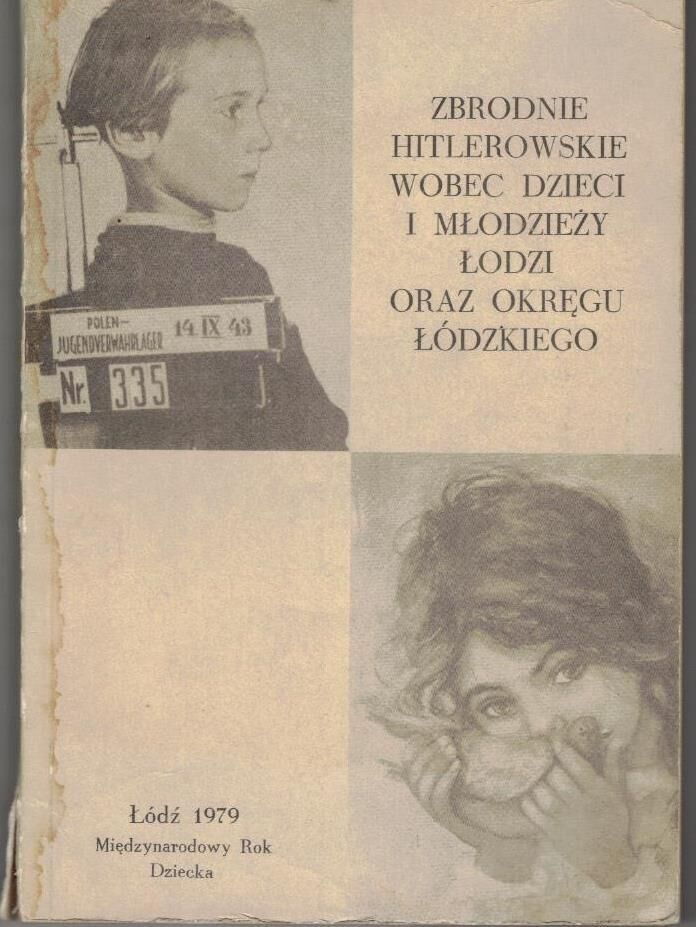 ZBRODNIE
HITLEROWSKIE
WOBEC DZIECI
I MŁODZIEŻY
ŁODZI
ORAZ OKRĘGU
ŁÓDZKIEGO
POLEN-
JUGENDVERWAHRLAGER 14 IX 43
Nr. 335
Łódź 1979
Międzynarodowy Rok
Dziecka